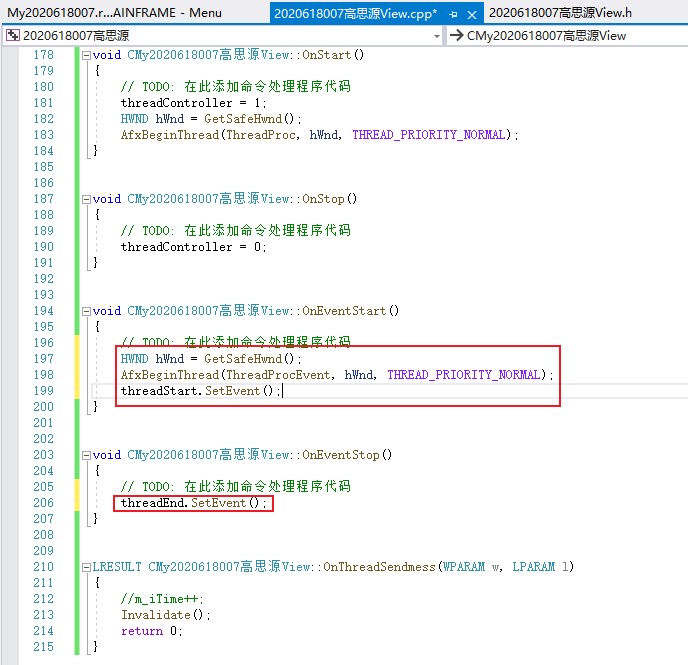 My2020618007.r...AINFRAME - Menu 2020618007高思源View.cpp* 2020618007高思源View.h
2020618007高思源 CMy2020618007高思源View
178 void CMy2020618007高思源View::OnStart()
179 {
180 // TODO: 在此添加命令处理程序代码
181 threadController = 1;
182 HWND hWnd = GetSafeHwnd();
183 AfxBeginThread(ThreadProc, hWnd, THREAD_PRIORITY_NORMAL);
184 }
185
186
187 void CMy2020618007高思源View::OnStop()
188 {
189 // TODO: 在此添加命令处理程序代码
190 threadController = 0;
191 }
192
193
194 void CMy2020618007高思源View::OnEventStart()
195 {
196 // TODO: 在此添加命令处理程序代码
197 HWND hWnd = GetSafeHwnd();
198 AfxBeginThread(ThreadProcEvent, hWnd, THREAD_PRIORITY_NORMAL);
199 threadStart.SetEvent();
200 }
201
202
203 void CMy2020618007高思源View::OnEventStop()
204 {
205 // TODO: 在此添加命令处理程序代码
206 threadEnd.SetEvent();
207 }
208
209
210 LRESULT CMy2020618007高思源View::OnThreadSendmess(WPARAM w, LPARAM l)
211 {
212 //m_iTime++;
213 Invalidate();
214 return 0;
215 }